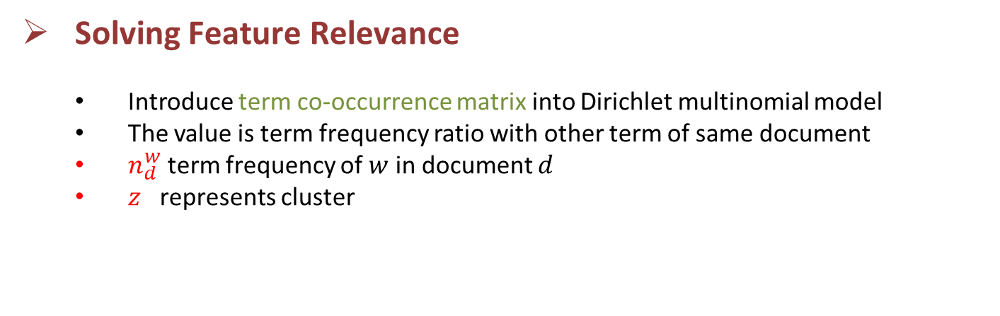 ➢ Solving Feature Relevance
• Introduce term co-occurrence matrix into Dirichlet multinomial model
• The value is term frequency ratio with other term of same document
• $n_d^w$ term frequency of $w$ in document $d$
• $z$ represents cluster